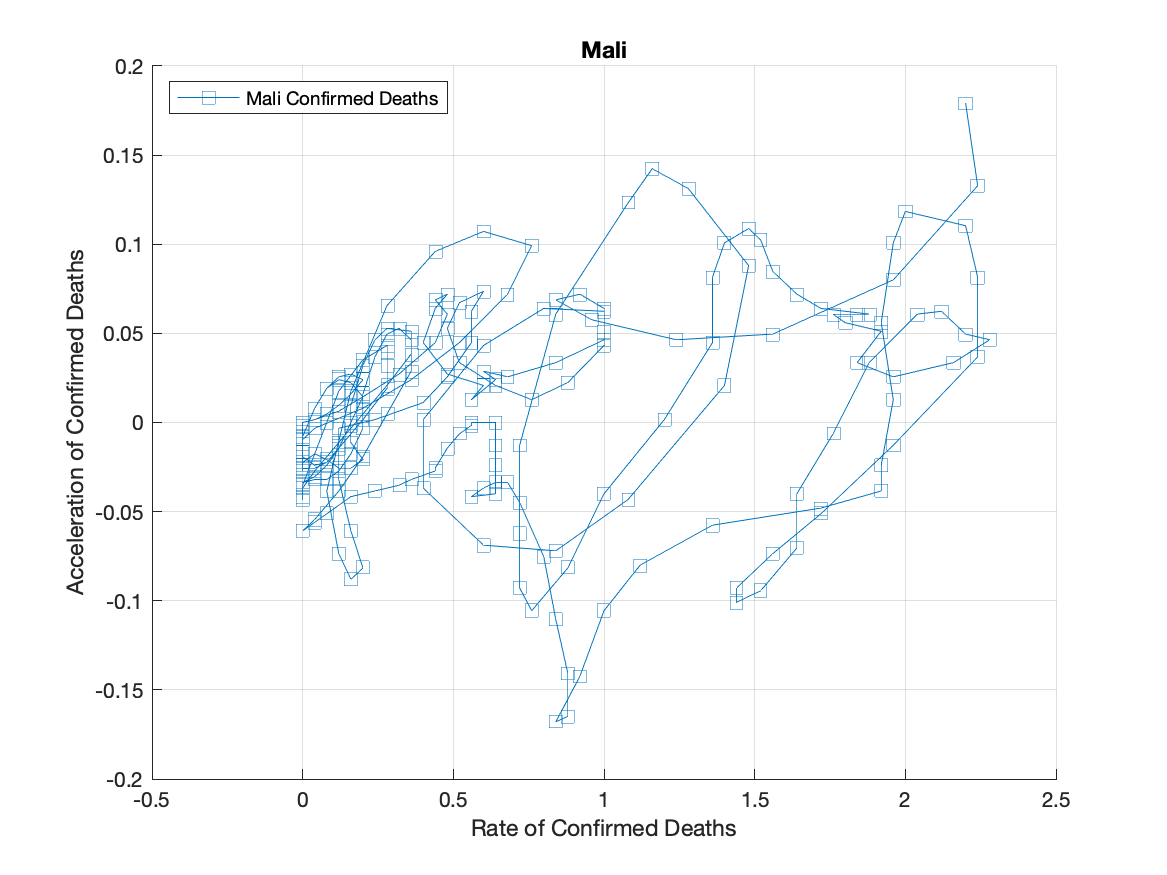 Mali
Mali Confirmed Deaths
0.2
0.15
0.1
0.05
0
-0.05
-0.1
-0.15
-0.2
Acceleration of Confirmed Deaths
-0.5 0 0.5 1 1.5 2 2.5
Rate of Confirmed Deaths